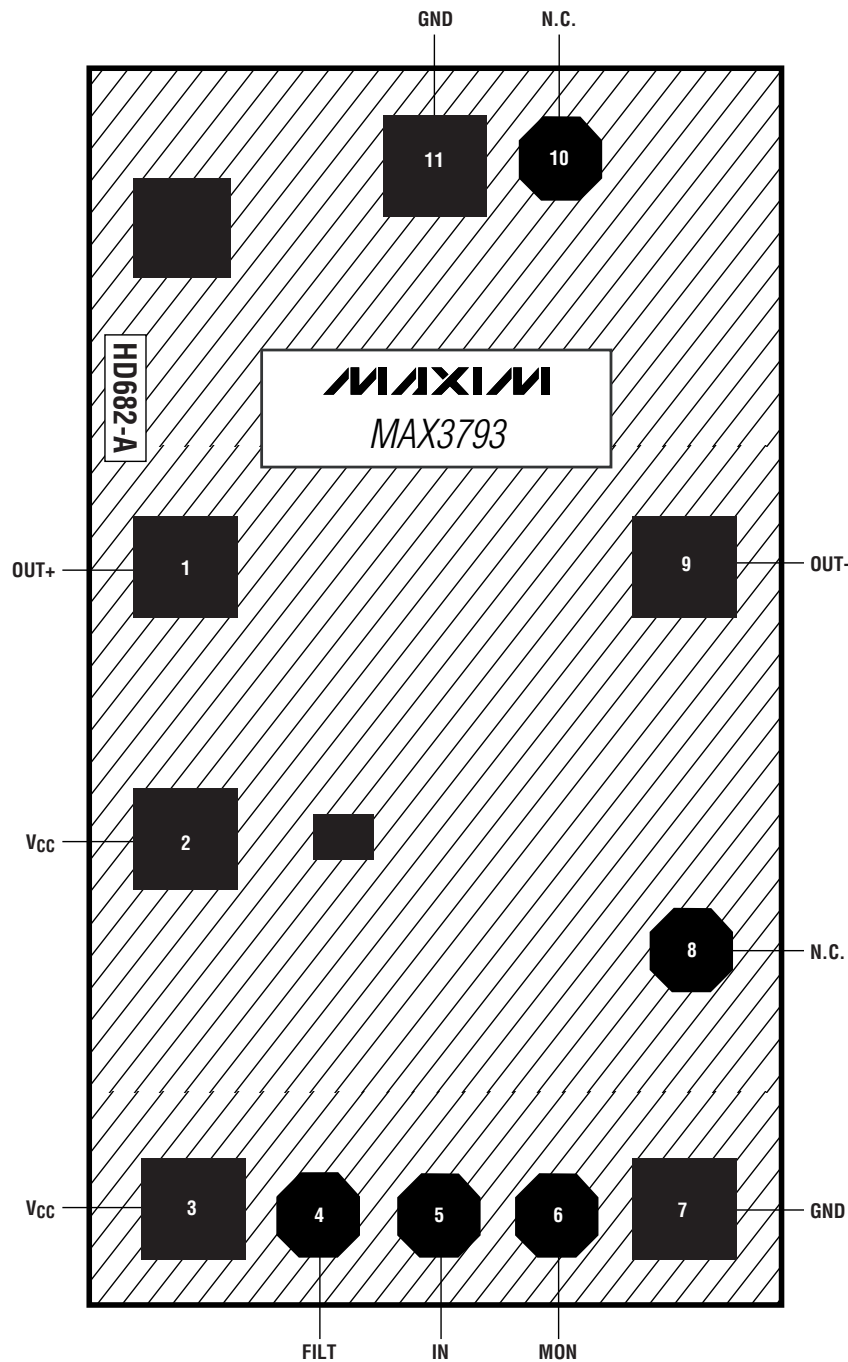 GND
N.C.
11
10
HD682-A
MAXIM
MAX3793
OUT+
1
9
OUT-
VCC
2
8
N.C.
VCC
3
4
5
6
7
GND
FILT
IN
MON